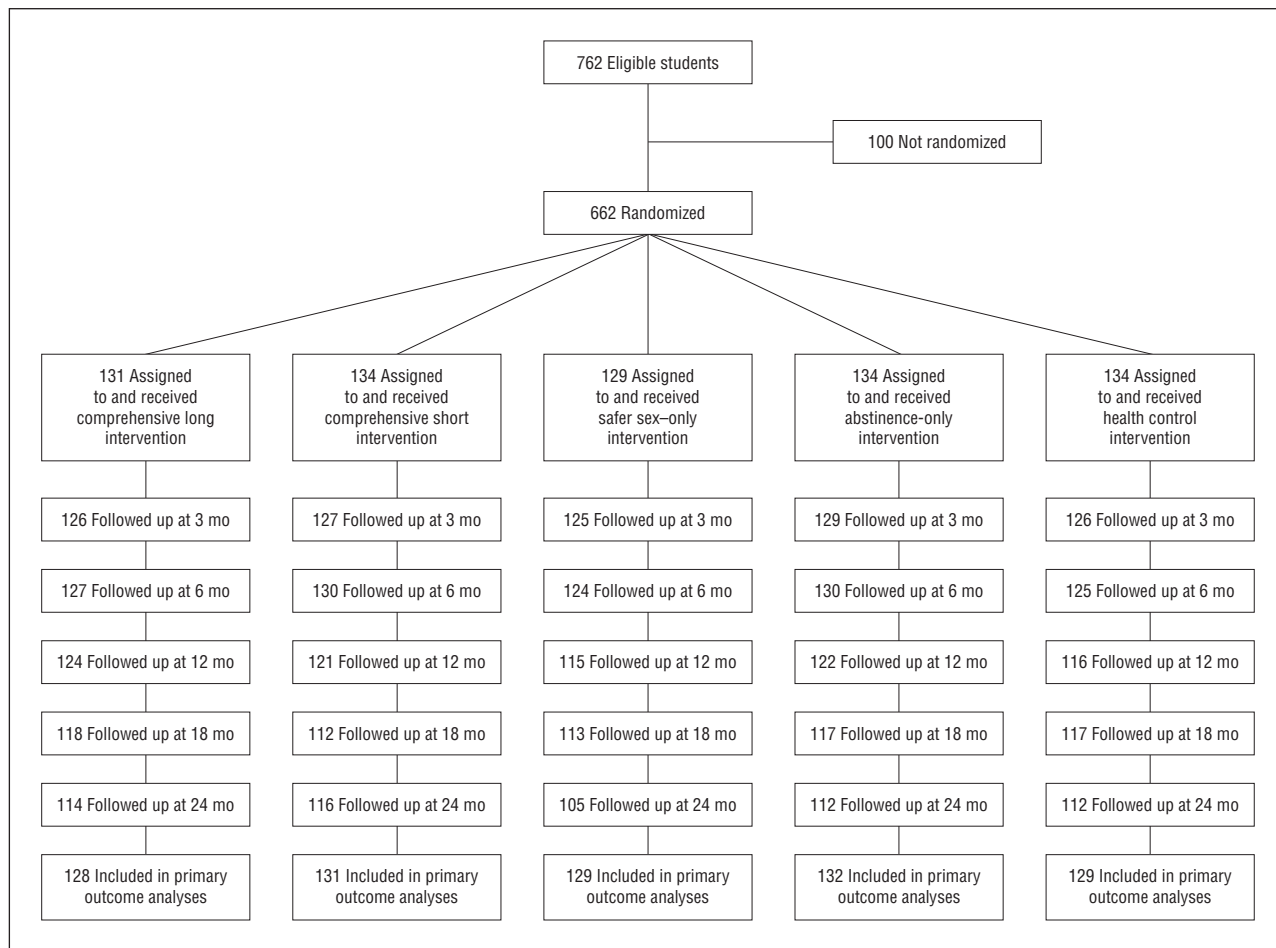 762 Eligible students
100 Not randomized
662 Randomized
131 Assigned
to and received
comprehensive long
intervention
134 Assigned
to and received
comprehensive short
intervention
129 Assigned
to and received
safer sex–only
intervention
134 Assigned
to and received
abstinence-only
intervention
134 Assigned
to and received
health control
intervention
126 Followed up at 3 mo
127 Followed up at 3 mo
125 Followed up at 3 mo
129 Followed up at 3 mo
126 Followed up at 3 mo
127 Followed up at 6 mo
130 Followed up at 6 mo
124 Followed up at 6 mo
130 Followed up at 6 mo
125 Followed up at 6 mo
124 Followed up at 12 mo
121 Followed up at 12 mo
115 Followed up at 12 mo
122 Followed up at 12 mo
116 Followed up at 12 mo
118 Followed up at 18 mo
112 Followed up at 18 mo
113 Followed up at 18 mo
117 Followed up at 18 mo
117 Followed up at 18 mo
114 Followed up at 24 mo
116 Followed up at 24 mo
105 Followed up at 24 mo
112 Followed up at 24 mo
112 Followed up at 24 mo
128 Included in primary
outcome analyses
131 Included in primary
outcome analyses
129 Included in primary
outcome analyses
132 Included in primary
outcome analyses
129 Included in primary
outcome analyses